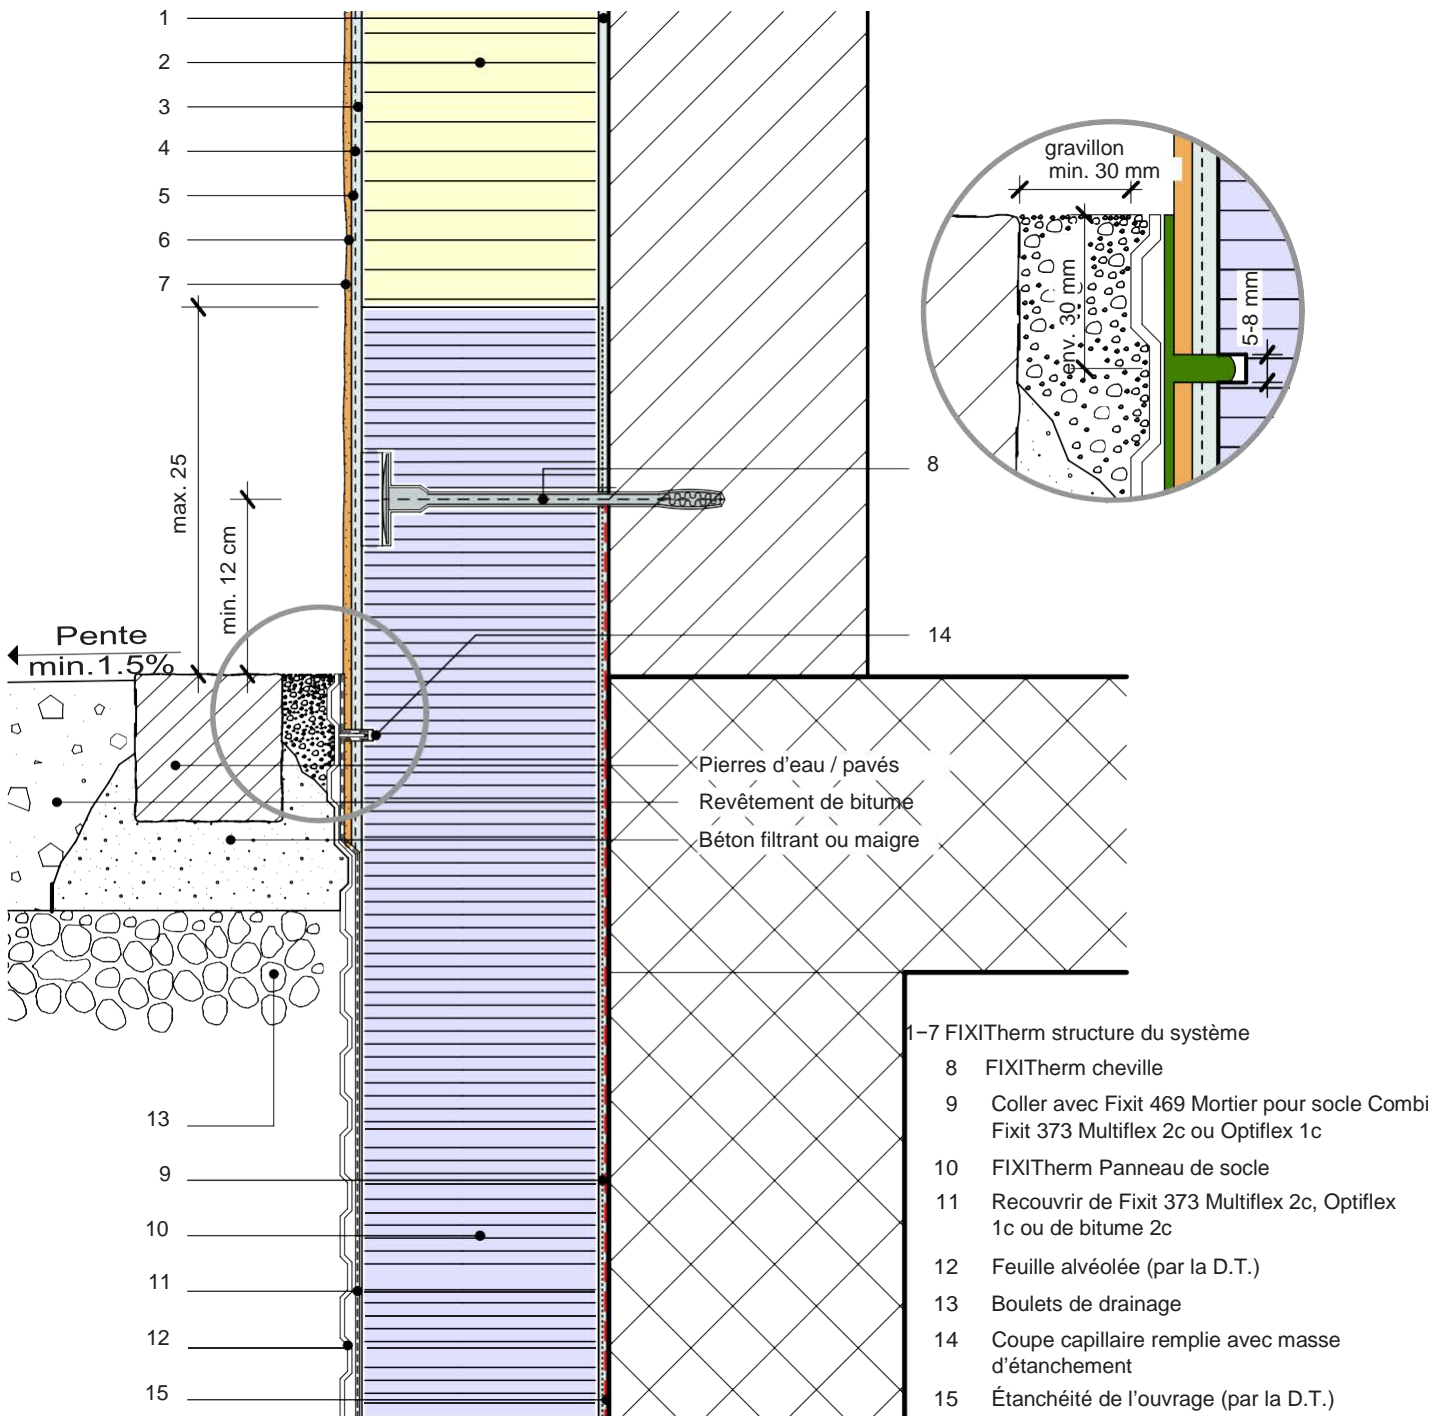 1
2
3
4
5
6
7
gravillon
min. 30 mm
env. 30 mm
5-8 mm
8
max. 25
min. 12 cm
14
Pente
min.1.5%
Pierres d'eau / pavés
Revêtement de bitume
Béton filtrant ou maigre
13
9
10
11
12
15
1–7 FIXITherm structure du système
8 FIXITherm cheville
9 Coller avec Fixit 469 Mortier pour socle Combi
Fixit 373 Multiflex 2c ou Optiflex 1c
10 FIXITherm Panneau de socle
11 Recouvrir de Fixit 373 Multiflex 2c, Optiflex
1c ou de bitume 2c
12 Feuille alvéolée (par la D.T.)
13 Boulets de drainage
14 Coupe capillaire remplie avec masse
d'étanchement
15 Étanchéité de l'ouvrage (par la D.T.)